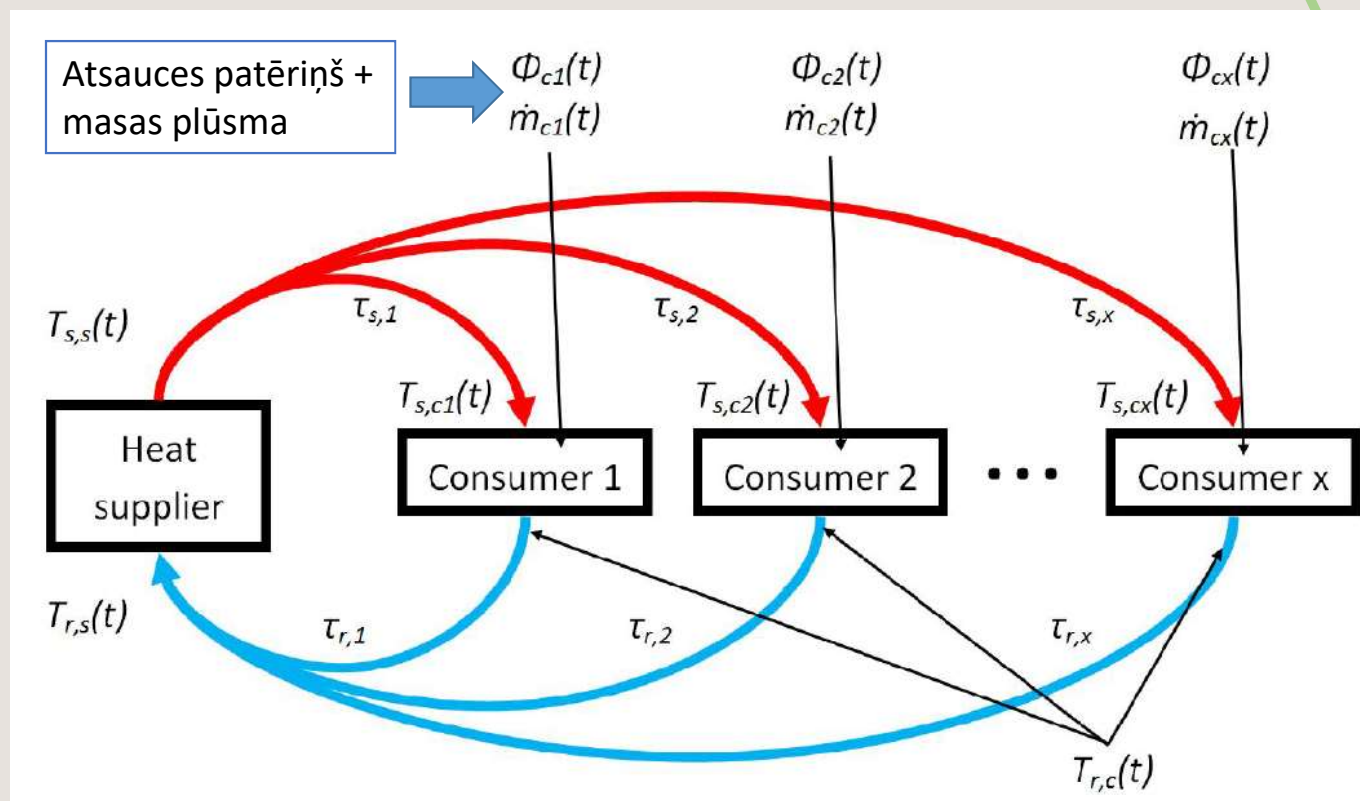 Atsauces patēriņš +
masas plūsma
Φc1(t)
ṁc1(t)
Φc2(t)
ṁc2(t)
Φcx(t)
ṁcx(t)
τs,1
τs,2
τs,x
Ts,s(t)
Ts,c1(t)
Ts,c2(t)
Ts,cx(t)
Heat
supplier
Consumer 1
Consumer 2
...
Consumer x
Tr,s(t)
τr,1
τr,2
τr,x
Tr,c(t)